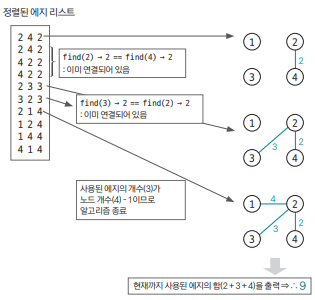 정렬된 에지 리스트
2 4 2
2 4 2
4 2 2
4 2 2
2 3 3
3 2 3
2 1 4
1 2 4
1 4 4
4 1 4
find(2) → 2 == find(4) → 2
: 이미 연결되어 있음
find(3) → 2 == find(2) → 2
: 이미 연결되어 있음
사용된 에지의 개수(3)가
노드 개수(4) - 1이므로
알고리즘 종료
1 2
2
3 4
1 2
3 2
3 4
1 4 2
3 2
3 4
현재까지 사용된 에지의 합(2 + 3 + 4)을 출력 ⇒ ∴ 9